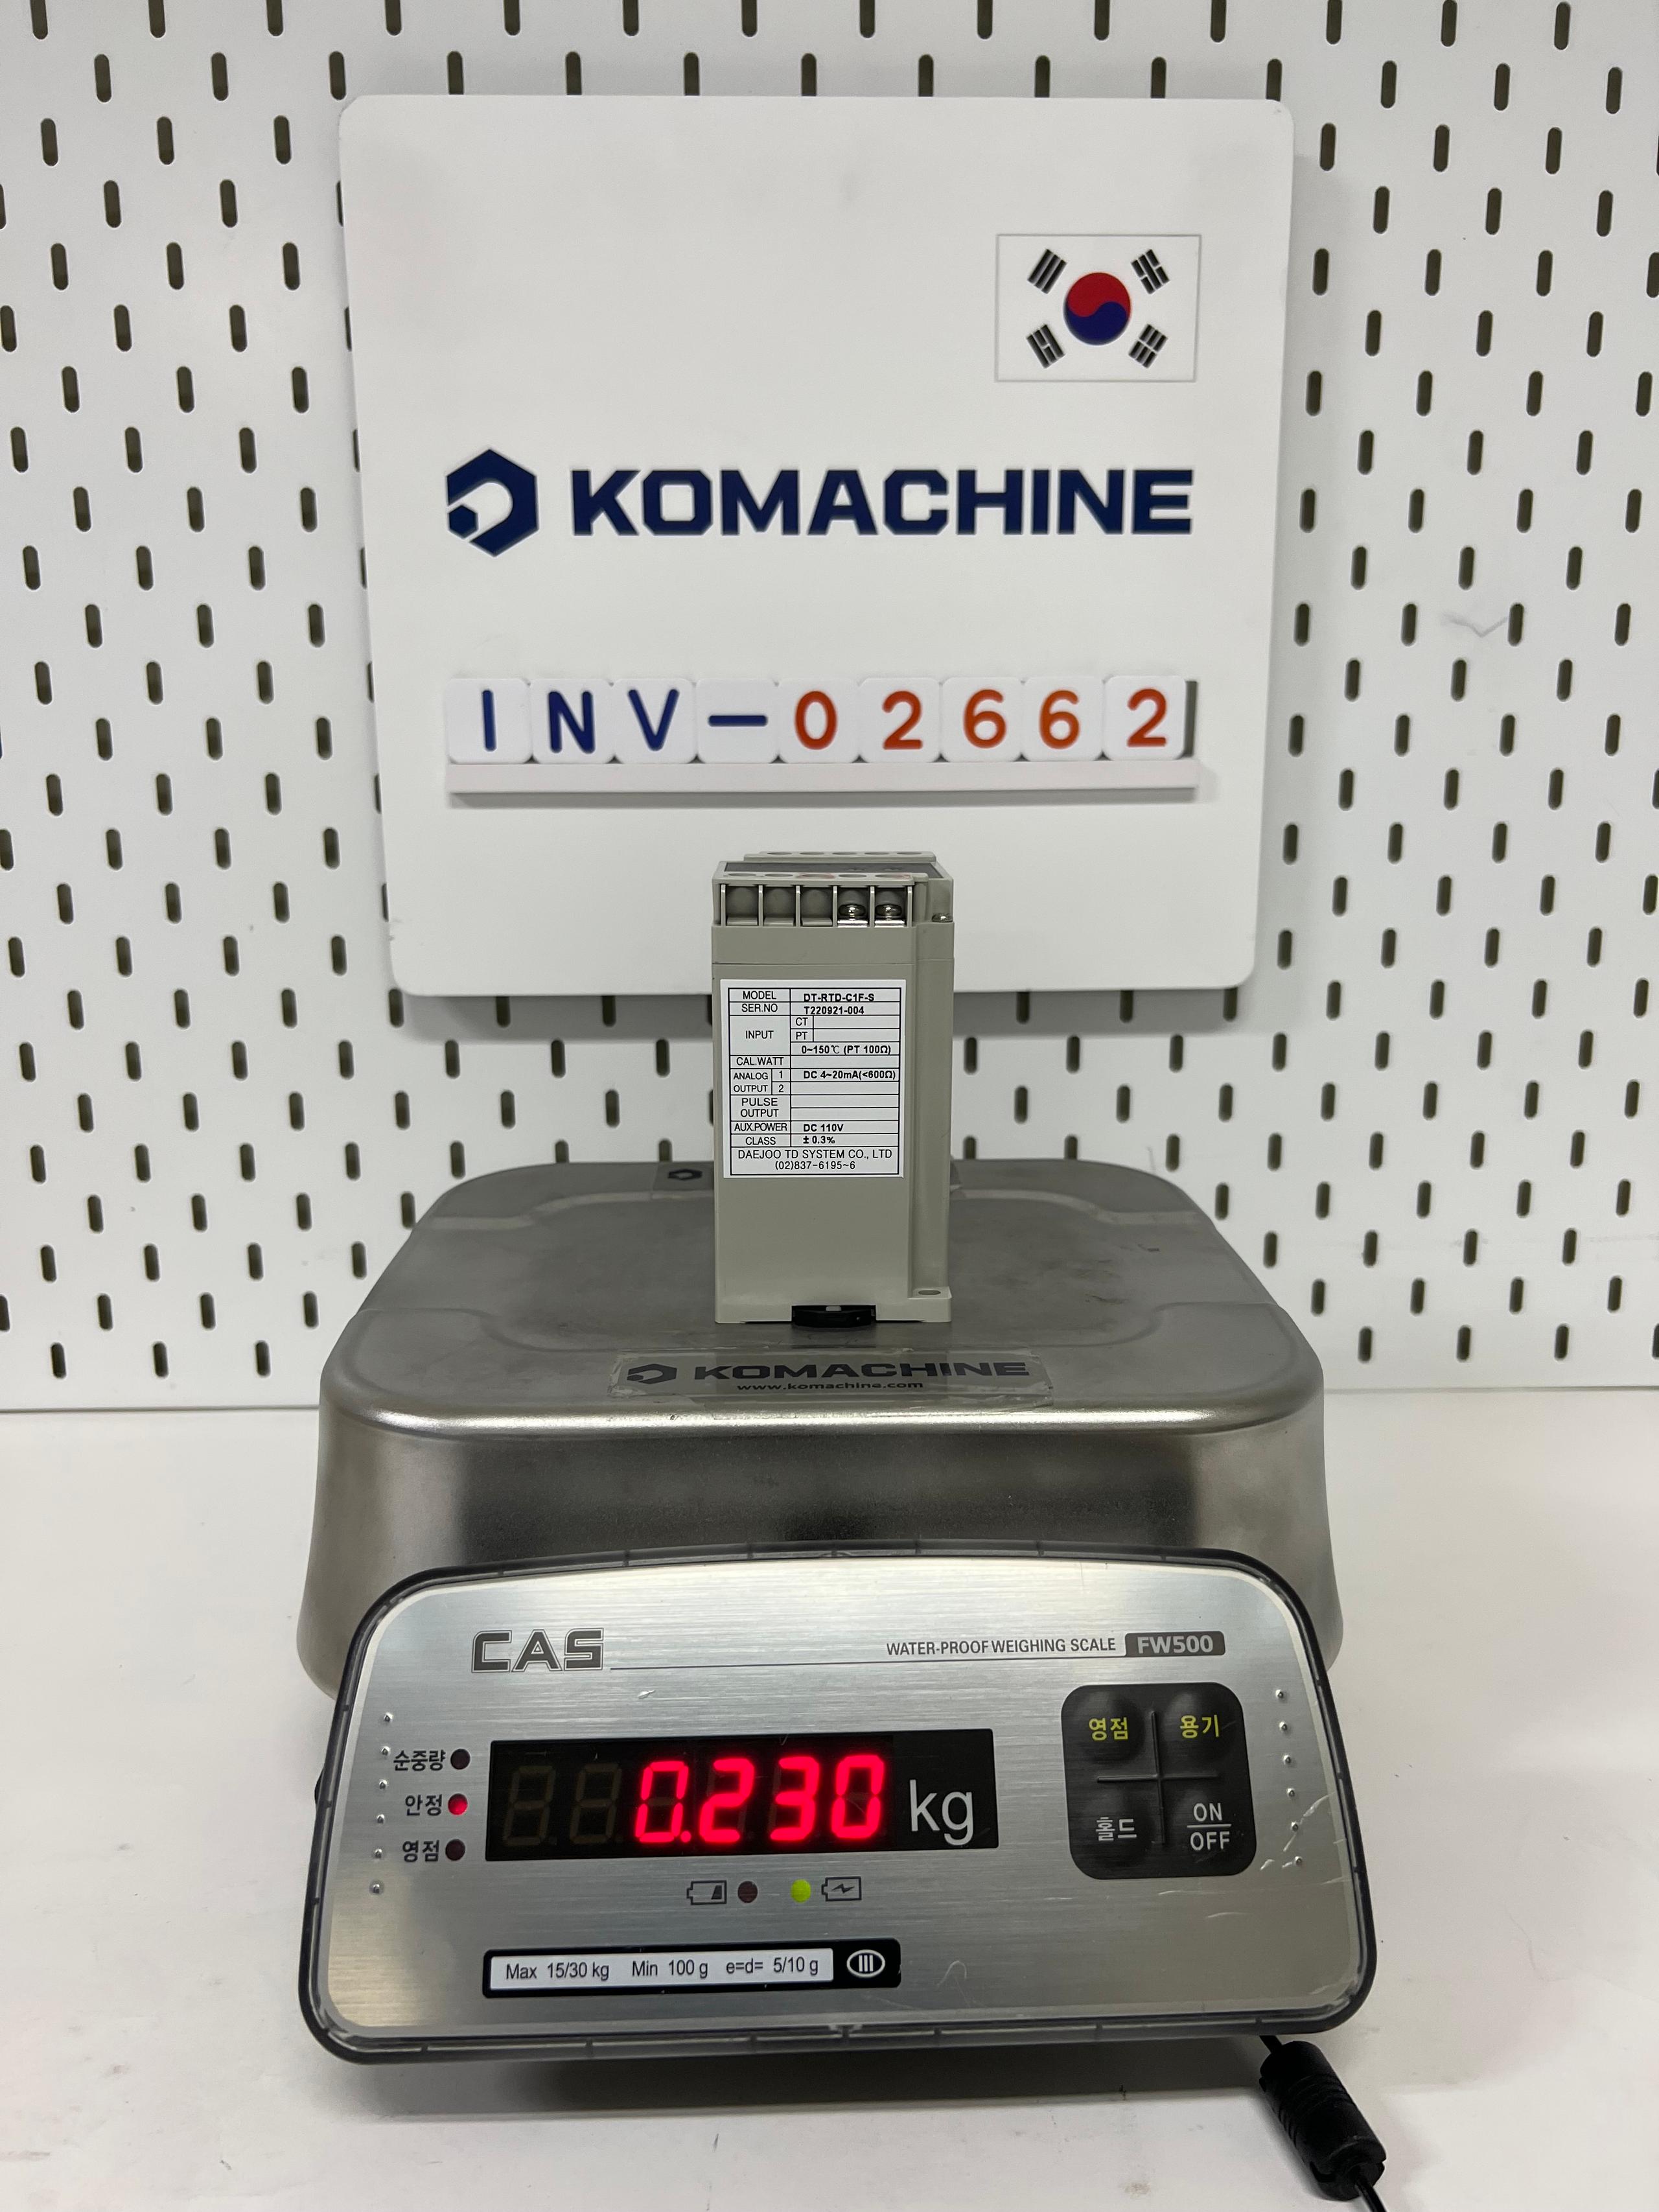 KOMACHINE
INV-02662
MODEL DT-RTD-C1F-S
SER.NO T220921-004
INPUT CT
PT
0~150℃ (PT 100Ω)
CAL.WATT
ANALOG OUTPUT 1 DC 4~20mA(<600Ω)
2
PULSE OUTPUT
AUX.POWER DC 110V
CLASS ± 0.3%
DAEJOO TD SYSTEM CO., LTD
(02)837-6195~6
KOMACHINE
www.komachine.com
CAS
WATER-PROOF WEIGHING SCALE FW500
순중량
안정
영점
0.230 kg
영점 용기
홀드 ON/OFF
Max 15/30 kg Min 100 g e=d= 5/10 g III